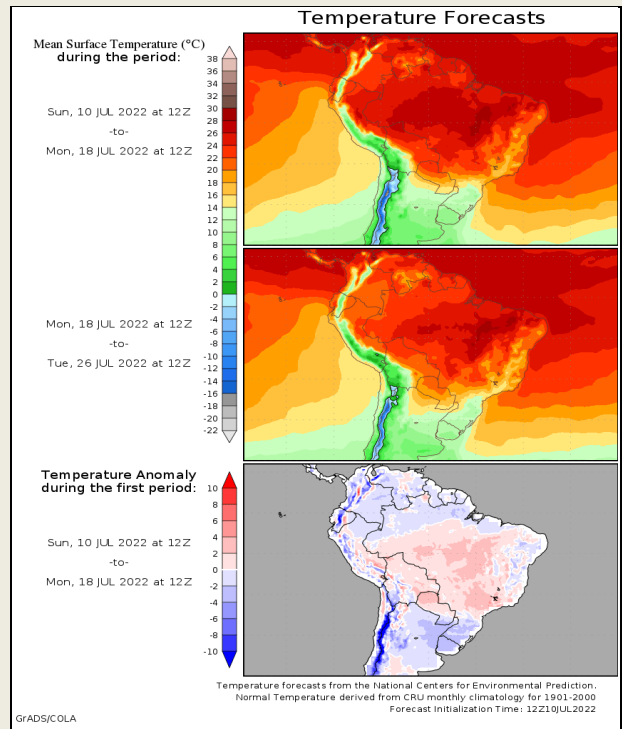 Temperature Forecasts
Mean Surface Temperature (°C)
during the period:
Sun, 10 JUL 2022 at 12Z
-to-
Mon, 18 JUL 2022 at 12Z
38
36
34
32
30
28
26
24
22
20
18
16
14
12
10
8
6
4
2
0
-2
-4
-6
-8
-10
-12
-14
-16
-18
-20
-22
Mon, 18 JUL 2022 at 12Z
-to-
Tue, 26 JUL 2022 at 12Z
Temperature Anomaly
during the first period:
Sun, 10 JUL 2022 at 12Z
-to-
Mon, 18 JUL 2022 at 12Z
10
8
6
4
2
0
-2
-4
-6
-8
-10
Temperature forecasts from the National Centers for Environmental Prediction.
Normal Temperature derived from CRU monthly climatology for 1901-2000
Forecast Initialization Time: 12Z10JUL2022
GrADS/COLA